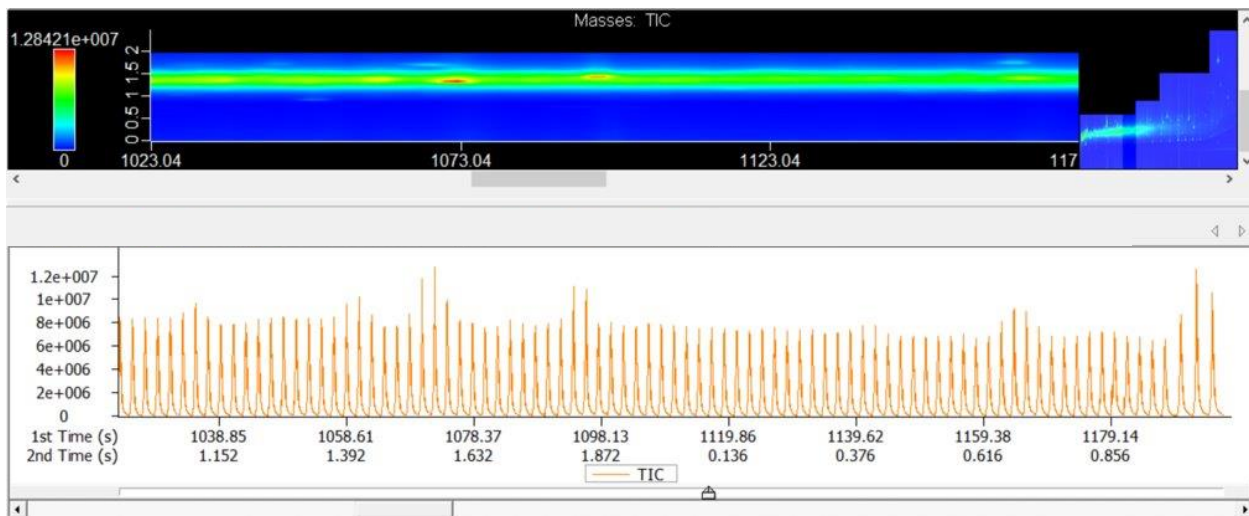 Masses: TIC
1.28421e+007
0
0 0.5 1 1.5 2
1023.04 1073.04 1123.04 117
1.2e+007
1e+007
8e+006
6e+006
4e+006
2e+006
0
1st Time (s) 1038.85 1058.61 1078.37 1098.13 1119.86 1139.62 1159.38 1179.14
2nd Time (s) 1.152 1.392 1.632 1.872 0.136 0.376 0.616 0.856
TIC